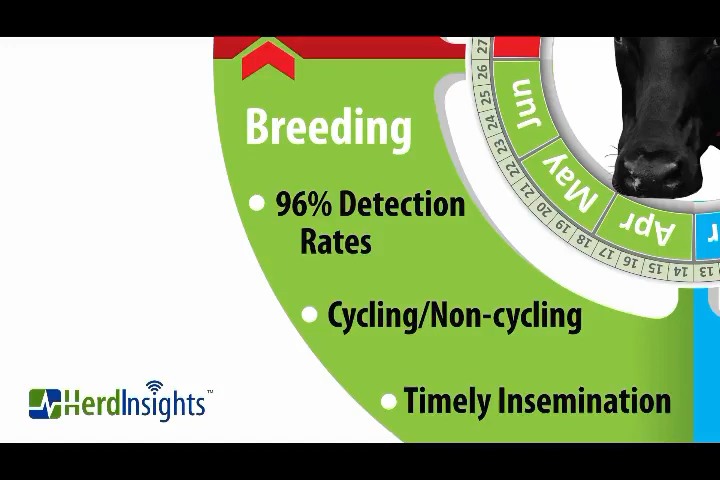 Breeding
96% Detection
Rates
Cycling/Non-cycling
Timely Insemination
HerdInsights™
Jun
May
Apr
27
26
25
24
23
22
21
20
19
18
17
16
15
14
13